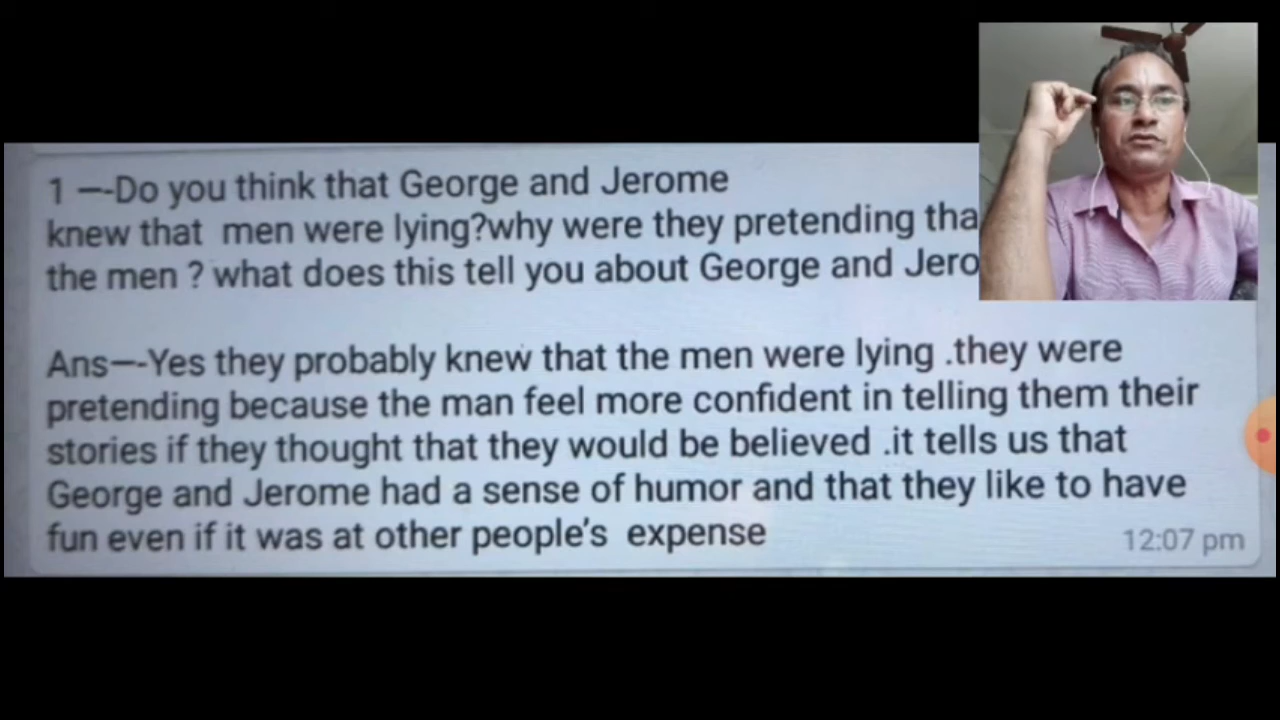 1 —-Do you think that George and Jerome
knew that men were lying?why were they pretending tha
the men ? what does this tell you about George and Jero
Ans—-Yes they probably knew that the men were lying .they were
pretending because the man feel more confident in telling them their
stories if they thought that they would be believed .it tells us that
George and Jerome had a sense of humor and that they like to have
fun even if it was at other people's expense
12:07 pm